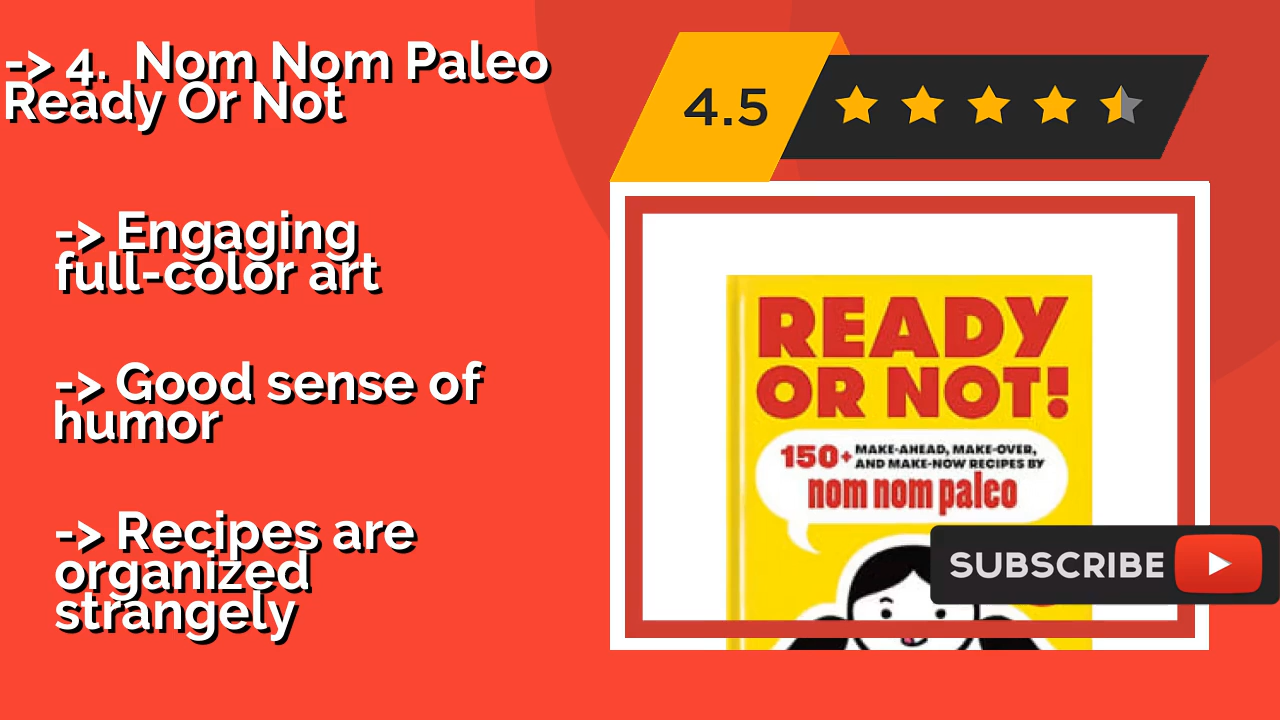 -> 4.  Nom Nom Paleo
Ready Or Not
4.5
-> Engaging
full-color art
-> Good sense of
humor
-> Recipes are
organized
strangely
READY
OR NOT!
150+ MAKE-AHEAD, MAKE-OVER,
AND MAKE-NOW RECIPES BY
nom nom paleo
SUBSCRIBE